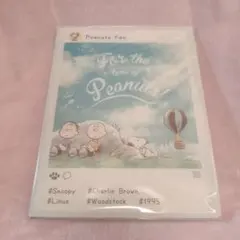 Peanuts Fan
For the
love of
Peanuts!
#Snoopy #Charlie Brown
#Linus #Woodstock #1995